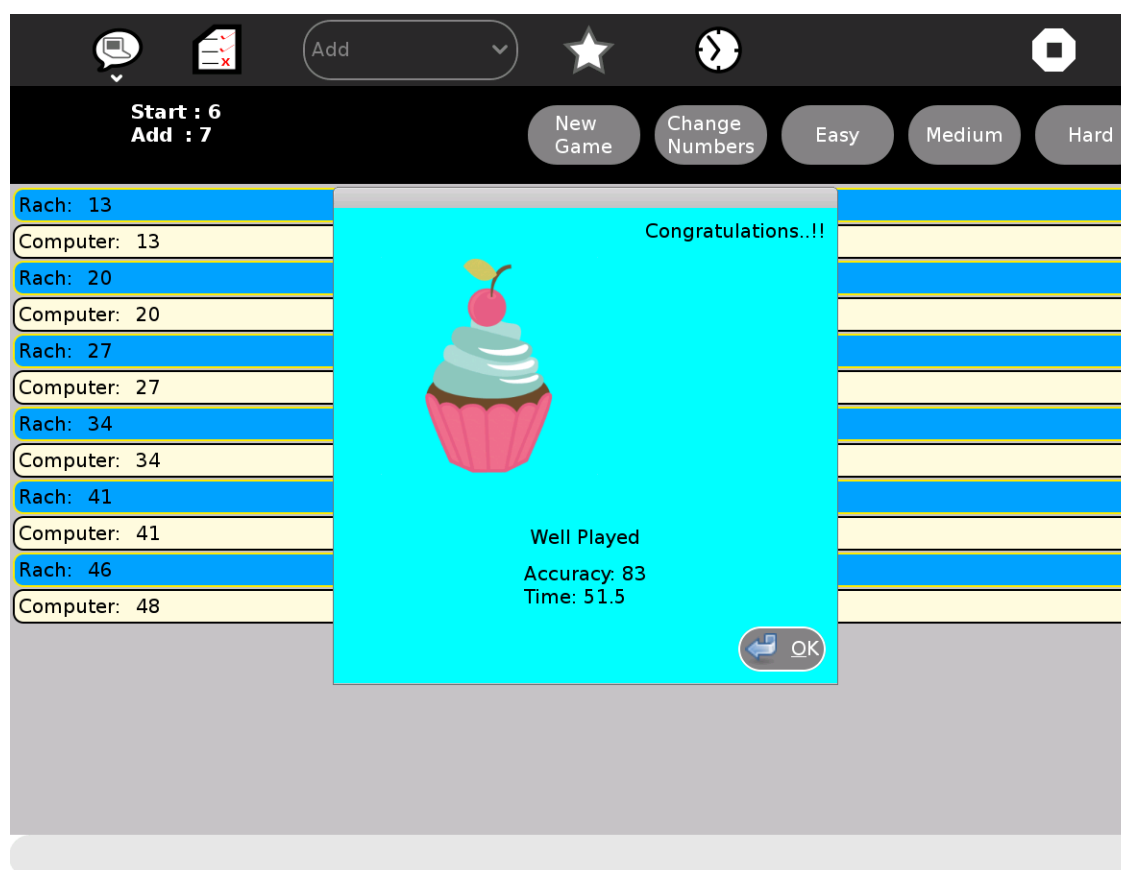 Add
Start : 6
Add : 7
New
Game
Change
Numbers
Easy
Medium
Hard
Rach: 13
Computer: 13
Rach: 20
Computer: 20
Rach: 27
Computer: 27
Rach: 34
Computer: 34
Rach: 41
Computer: 41
Rach: 46
Computer: 48
Congratulations..!!
Well Played
Accuracy: 83
Time: 51.5
OK